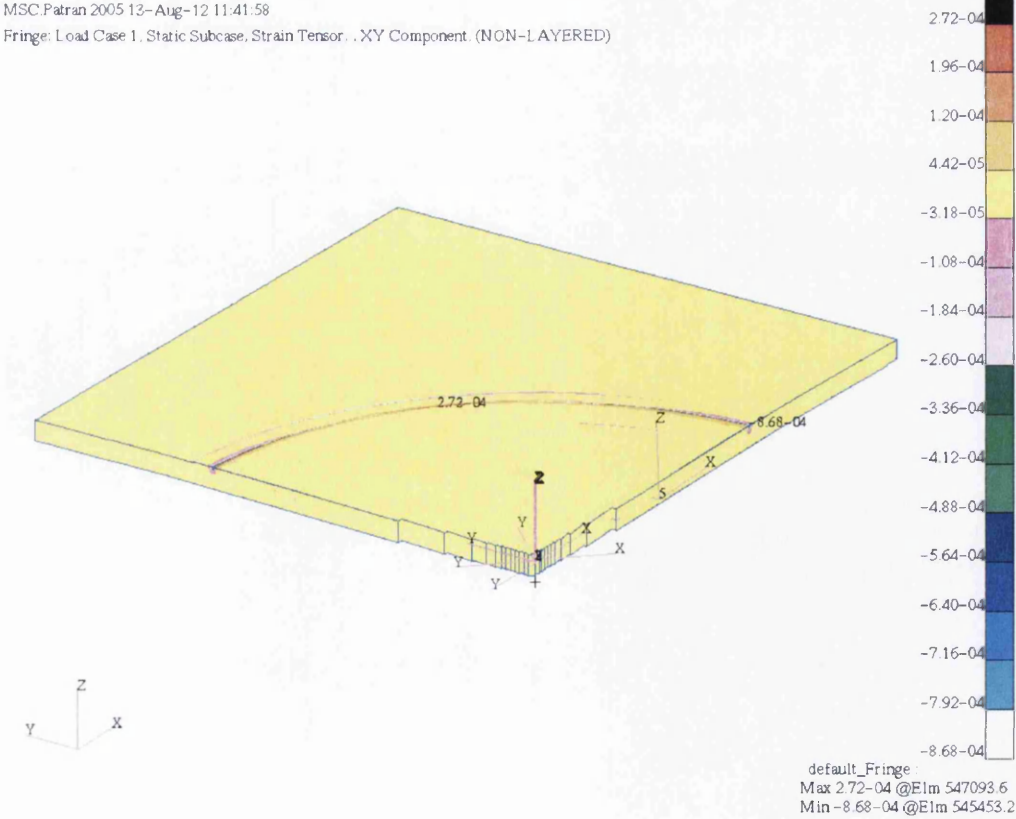 MSC.Patran 2005 13-Aug-12 11:41:58
Fringe: Load Case 1, Static Subcase, Strain Tensor, , XY Component, (NON-LAYERED)
2.72-04
1.96-04
1.20-04
4.42-05
-3.18-05
-1.08-04
-1.84-04
-2.60-04
-3.36-04
-4.12-04
-4.88-04
-5.64-04
-6.40-04
-7.16-04
-7.92-04
-8.68-04
2.72-04
8.68-04
Z
X
5
Z
Y
X
Y
X
Y
Y
Z
Y
X
default_Fringe :
Max 2.72-04 @Elm 547093.6
Min -8.68-04 @Elm 545453.2